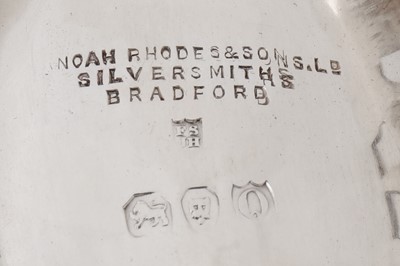 NOAH RHODES & SONS. LD
SILVERSMITHS
BRADFORD